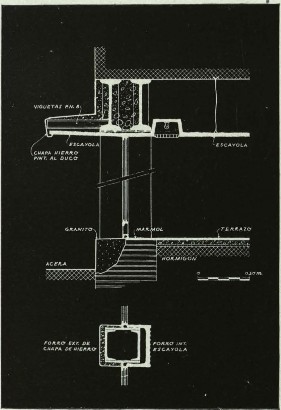 VIGUETAS P.N. 8.
ESCAYOLA
ESCAYOLA
CHAPA HIERRO
PINT. AL DUCO
GRANITO
MARMOL
TERRAZO
HORMIGON
ACERA
0
0,50 m.
FORRO EXT. DE
CHAPA DE HIERRO
FORRO INT.
ESCAYOLA